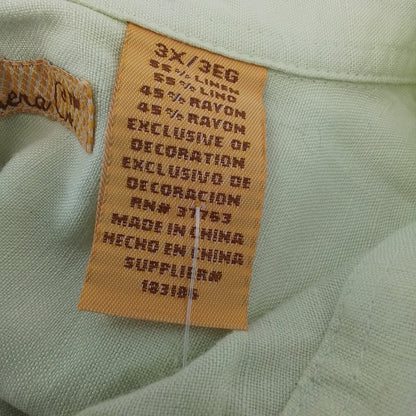 3X/3EG
55% LINEN
55% LINO
45% RAYON
45% RAYON
EXCLUSIVE OF
DECORATION
EXCLUSIVO DE
DECORACION
RN# 37763
MADE IN CHINA
HECHO EN CHINA
SUPPLIER#
183186